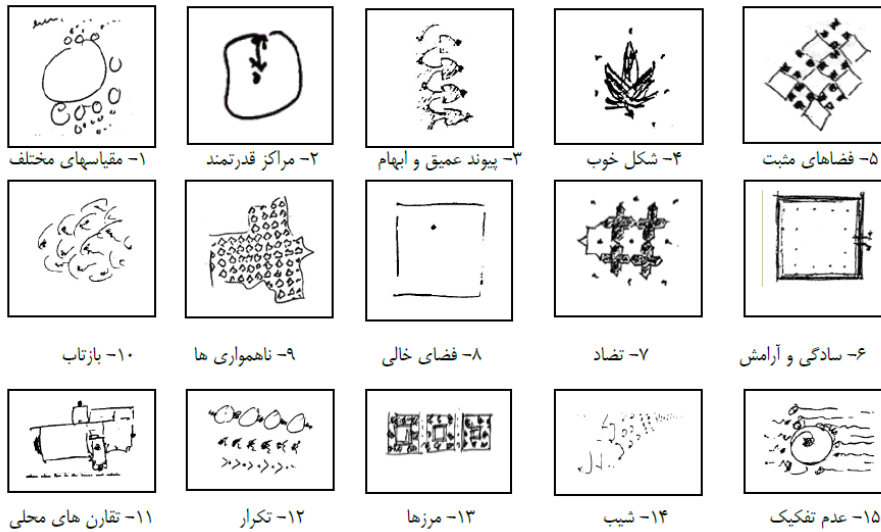 ۱- مقیاسهای مختلف
۲- مراکز قدرتمند
۳- پیوند عمیق و ابهام
۴- شکل خوب
۵- فضاهای مثبت
۱۰- بازتاب
۹- ناهمواری ها
۸- فضای خالی
۷- تضاد
۶- سادگی و آرامش
۱۱- تقارن های محلی
۱۲- تکرار
۱۳- مرزها
۱۴- شیب
۱۵- عدم تفکیک